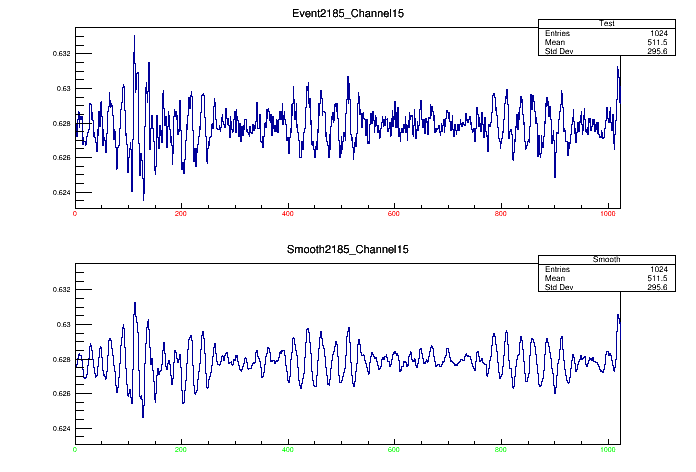 Event2185_Channel15
Test
Entries 1024
Mean 511.5
Std Dev 295.6
0.632
0.63
0.628
0.626
0.624
0 200 400 600 800 1000
Smooth2185_Channel15
Smooth
Entries 1024
Mean 511.5
Std Dev 295.6
0.632
0.63
0.628
0.626
0.624
0 200 400 600 800 1000